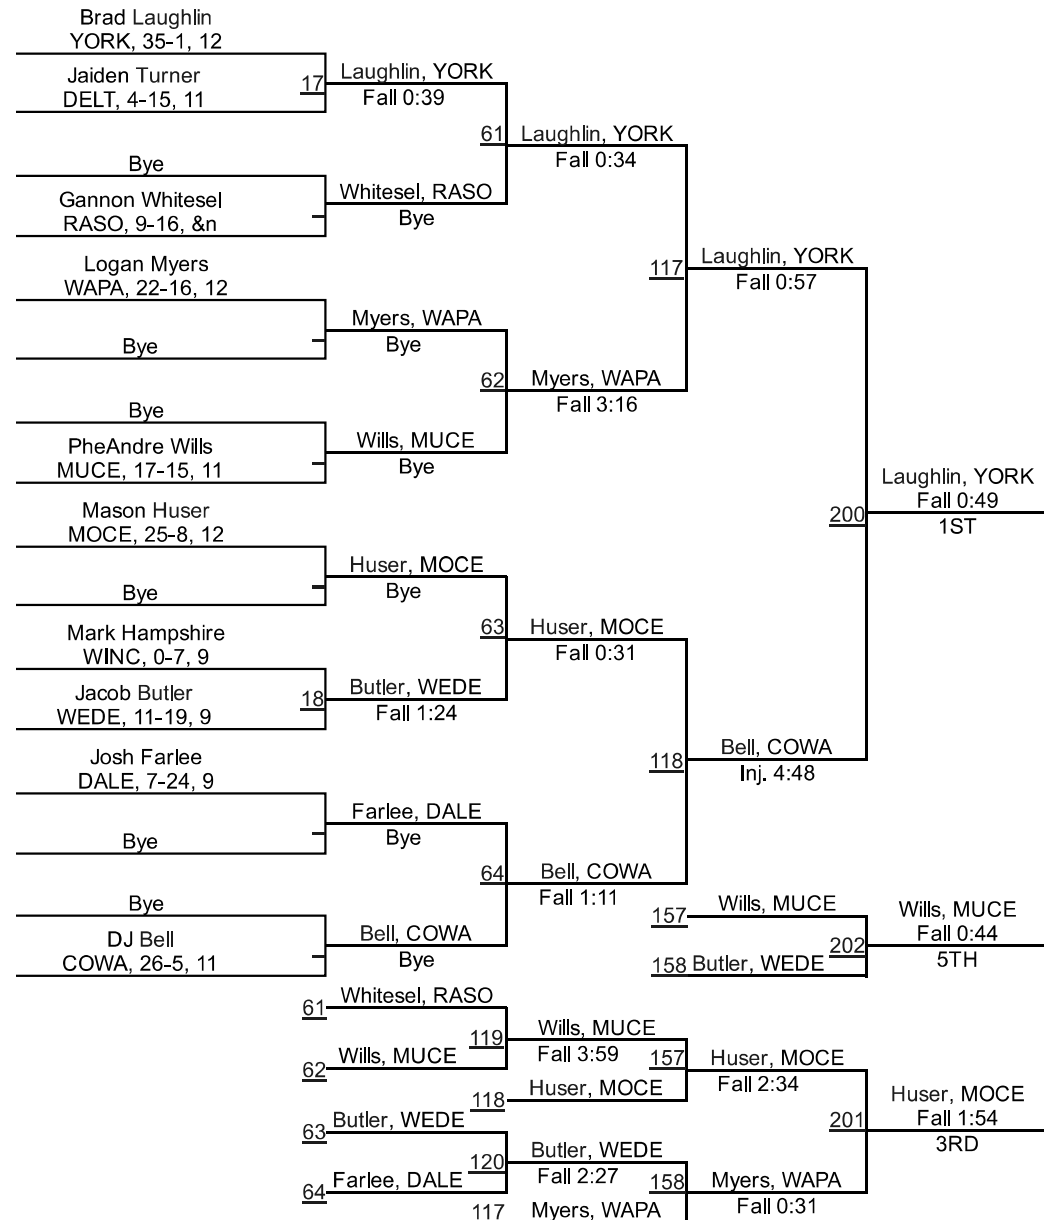 Brad Laughlin
YORK, 35-1, 12
Jaiden Turner
DELT, 4-15, 11
17
Laughlin, YORK
Fall 0:39
61
Laughlin, YORK
Fall 0:34
Bye
Gannon Whitesel
RASO, 9-16, &n
Whitesel, RASO
Bye
Logan Myers
WAPA, 22-16, 12
Bye
Myers, WAPA
Bye
117
Laughlin, YORK
Fall 0:57
62
Myers, WAPA
Fall 3:16
Bye
PheAndre Wills
MUCE, 17-15, 11
Wills, MUCE
Bye
200
Laughlin, YORK
Fall 0:49
1ST
Mason Huser
MOCE, 25-8, 12
Bye
Huser, MOCE
Bye
63
Huser, MOCE
Fall 0:31
Mark Hampshire
WINC, 0-7, 9
Jacob Butler
WEDE, 11-19, 9
18
Butler, WEDE
Fall 1:24
118
Bell, COWA
Inj. 4:48
Josh Farlee
DALE, 7-24, 9
Bye
Farlee, DALE
Bye
64
Bell, COWA
Fall 1:11
Bye
DJ Bell
COWA, 26-5, 11
Bell, COWA
Bye
157
Wills, MUCE
158
Butler, WEDE
202
Wills, MUCE
Fall 0:44
5TH
61
Whitesel, RASO
62
Wills, MUCE
119
Wills, MUCE
Fall 3:59
118
Huser, MOCE
157
Huser, MOCE
Fall 2:34
63
Butler, WEDE
64
Farlee, DALE
120
Butler, WEDE
Fall 2:27
117
Myers, WAPA
158
Myers, WAPA
Fall 0:31
201
Huser, MOCE
Fall 1:54
3RD